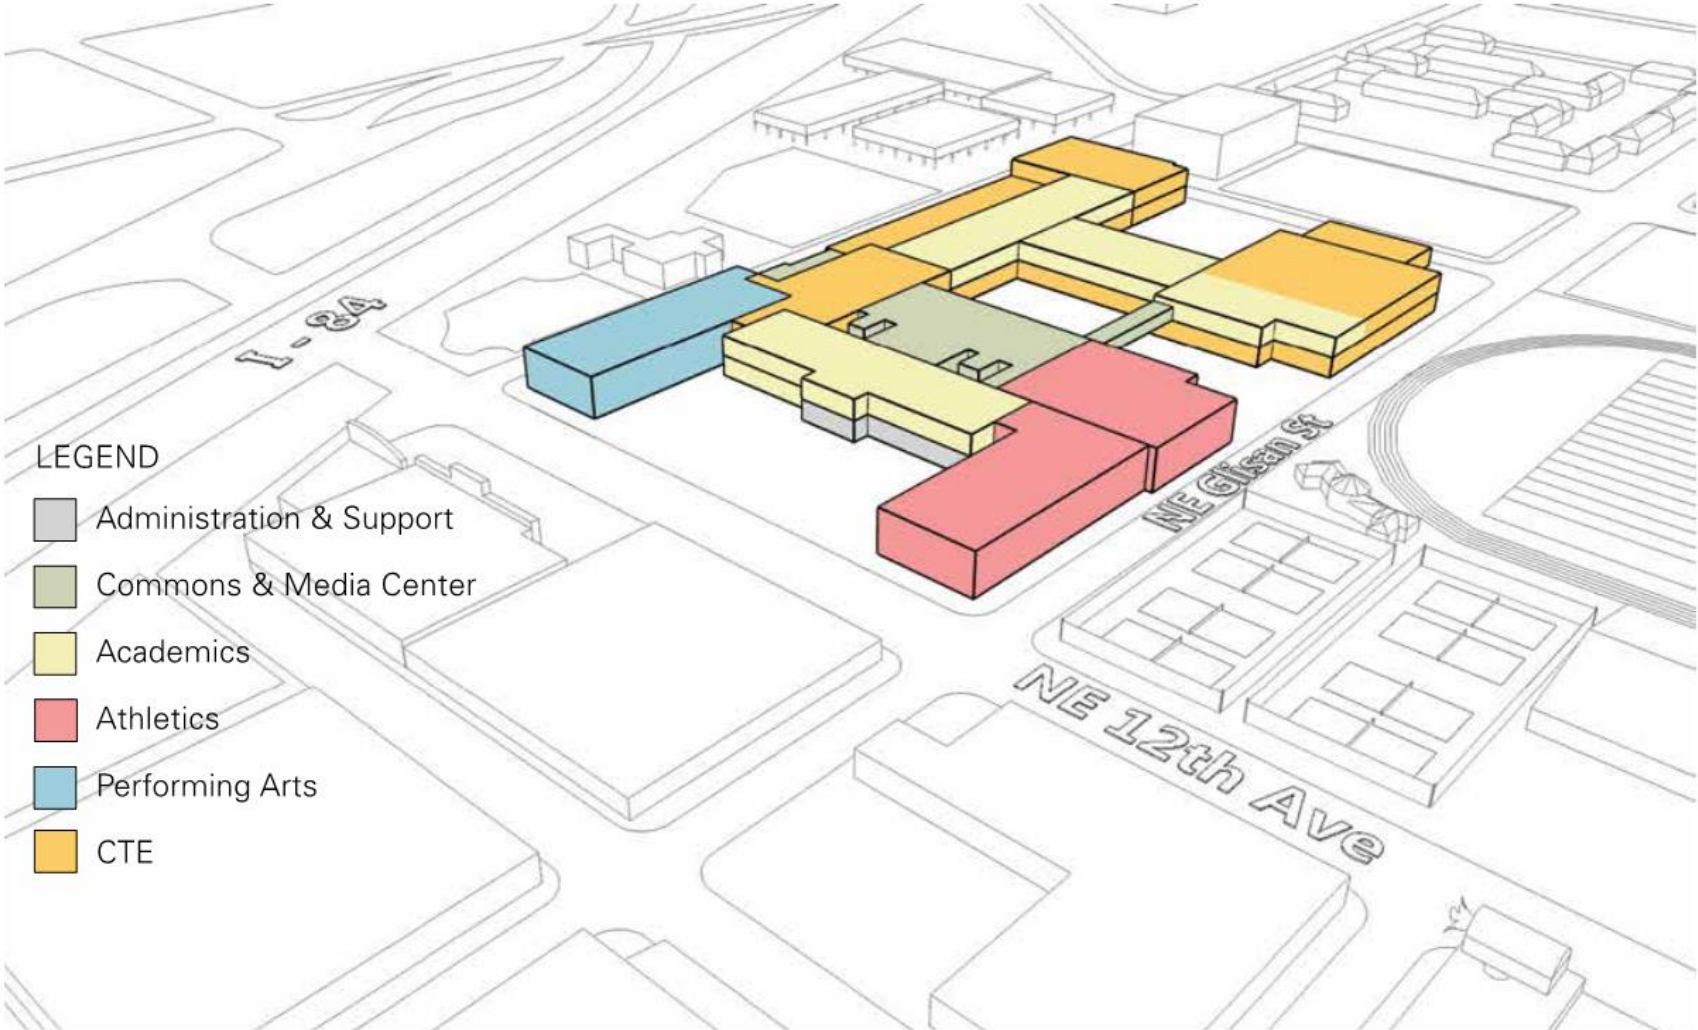 I - 84
NE Glisan St
LEGEND
Administration & Support
Commons & Media Center
Academics
Athletics
Performing Arts
CTE
NE 12th Ave